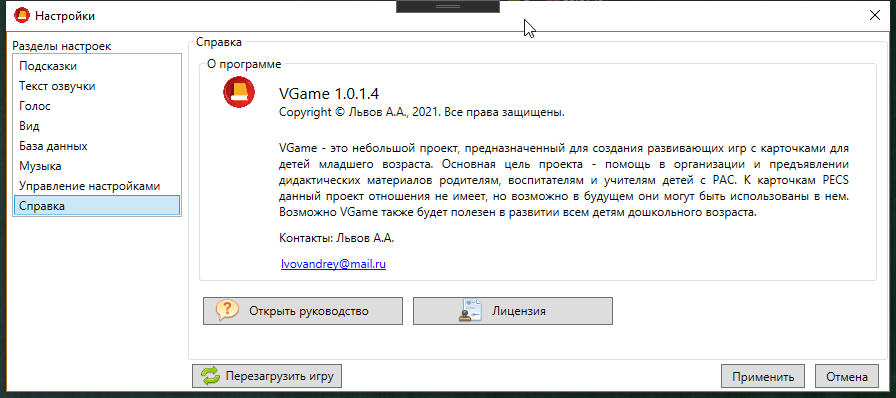 Настройки
Разделы настроек
Подсказки
Текст озвучки
Голос
Вид
База данных
Музыка
Управление настройками
Справка
Справка
О программе
VGame 1.0.1.4
Copyright © Львов А.А., 2021. Все права защищены.
VGame - это небольшой проект, предназначенный для создания развивающих игр с карточками для
детей младшего возраста. Основная цель проекта - помощь в организации и предъявлении
дидактических материалов родителям, воспитателям и учителям детей с РАС. К карточкам PECS
данный проект отношения не имеет, но возможно в будущем они могут быть использованы в нем.
Возможно VGame также будет полезен в развитии всем детям дошкольного возраста.
Контакты: Львов А.А.
lvovandrey@mail.ru
Открыть руководство
Лицензия
Перезагрузить игру
Применить
Отмена